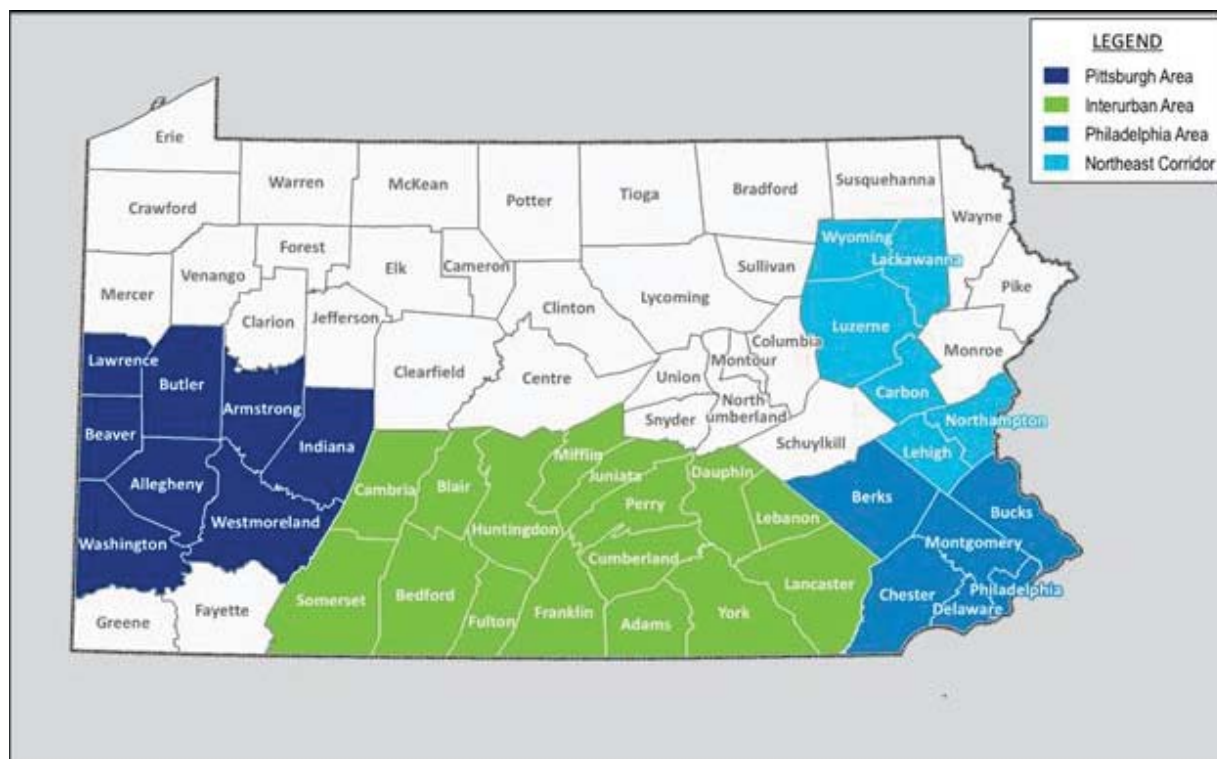 LEGEND
Pittsburgh Area
Interurban Area
Philadelphia Area
Northeast Corridor
Erie
Warren
McKean
Potter
Tioga
Bradford
Susquehanna
Wayne
Crawford
Forest
Elk
Cameron
Sullivan
Wyoming
Lackawanna
Pike
Mercer
Venango
Clarion
Jefferson
Clinton
Lycoming
Luzerne
Columbia
Monroe
Lawrence
Butler
Armstrong
Clearfield
Centre
Union
Montour
North
umberland
Carbon
Beaver
Indiana
Snyder
Schuylkill
Northampton
Lehigh
Allegheny
Westmoreland
Cambria
Blair
Mifflin
Juniata
Dauphin
Perry
Huntingdon
Lebanon
Berks
Bucks
Washington
Cumberland
Montgomery
Greene
Fayette
Somerset
Bedford
Fulton
Franklin
Adams
York
Lancaster
Chester
Delaware
Philadelphia